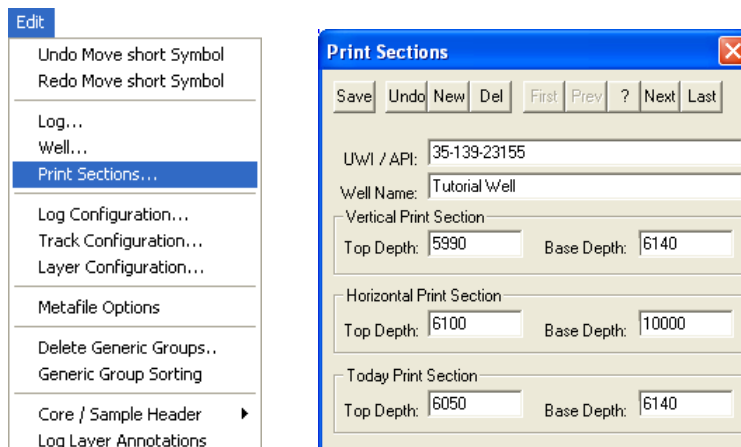 Edit
Undo Move short Symbol
Redo Move short Symbol
Log...
Well...
Print Sections...
Log Configuration...
Track Configuration...
Layer Configuration...
Metafile Options
Delete Generic Groups..
Generic Group Sorting
Core / Sample Header
Log Layer Annotations
Print Sections
Save Undo New Del First Prev ? Next Last
UWI / API: 35-139-23155
Well Name: Tutorial Well
Vertical Print Section
Top Depth: 5990 Base Depth: 6140
Horizontal Print Section
Top Depth: 6100 Base Depth: 10000
Today Print Section
Top Depth: 6050 Base Depth: 6140